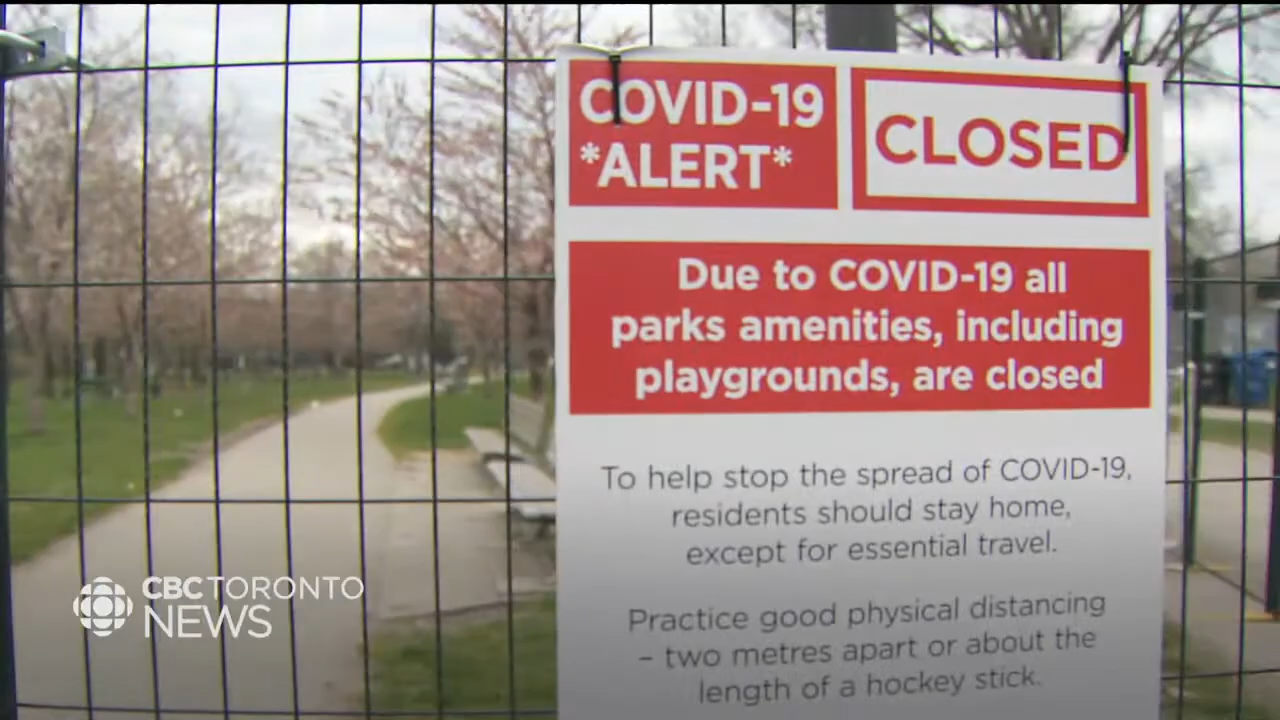 COVID-19
*ALERT*
CLOSED
Due to COVID-19 all
parks amenities, including
playgrounds, are closed
To help stop the spread of COVID-19,
residents should stay home,
except for essential travel.
Practice good physical distancing
– two metres apart or about the
length of a hockey stick.
CBC TORONTO
NEWS